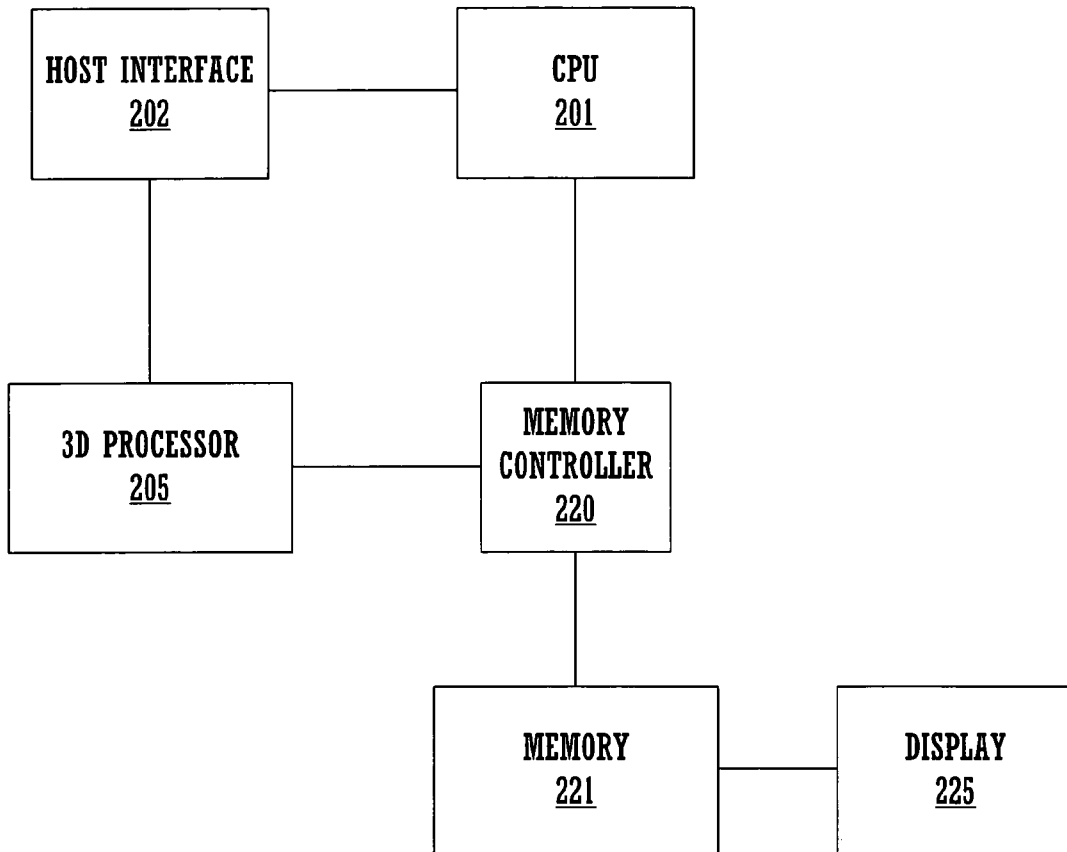 HOST INTERFACE
202
CPU
201
3D PROCESSOR
205
MEMORY
CONTROLLER
220
MEMORY
221
DISPLAY
225